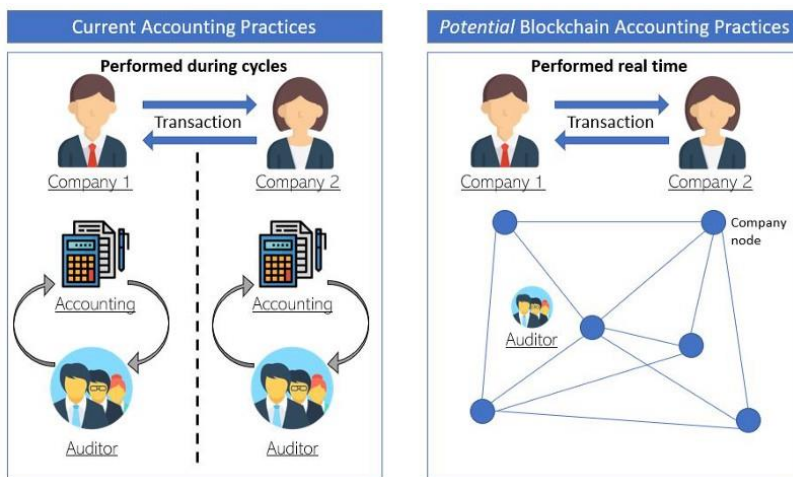 Current Accounting Practices
Performed during cycles
Transaction
Company 1
Company 2
Accounting
Accounting
Auditor
Auditor
Potential Blockchain Accounting Practices
Performed real time
Transaction
Company 1
Company 2
Company
node
Auditor